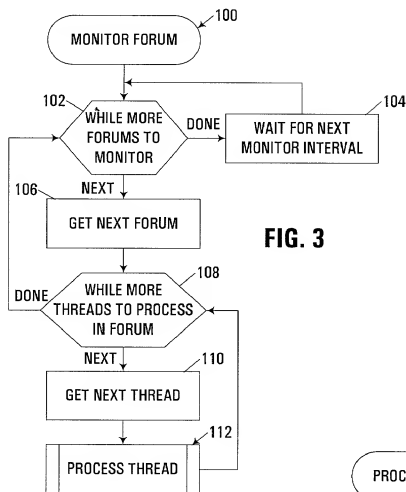 MONITOR FORUM
100
102
WHILE MORE
FORUMS TO
MONITOR
DONE
104
WAIT FOR NEXT
MONITOR INTERVAL
NEXT
106
GET NEXT FORUM
FIG. 3
108
DONE
WHILE MORE
THREADS TO PROCESS
IN FORUM
NEXT
110
GET NEXT THREAD
112
PROCESS THREAD
PROC